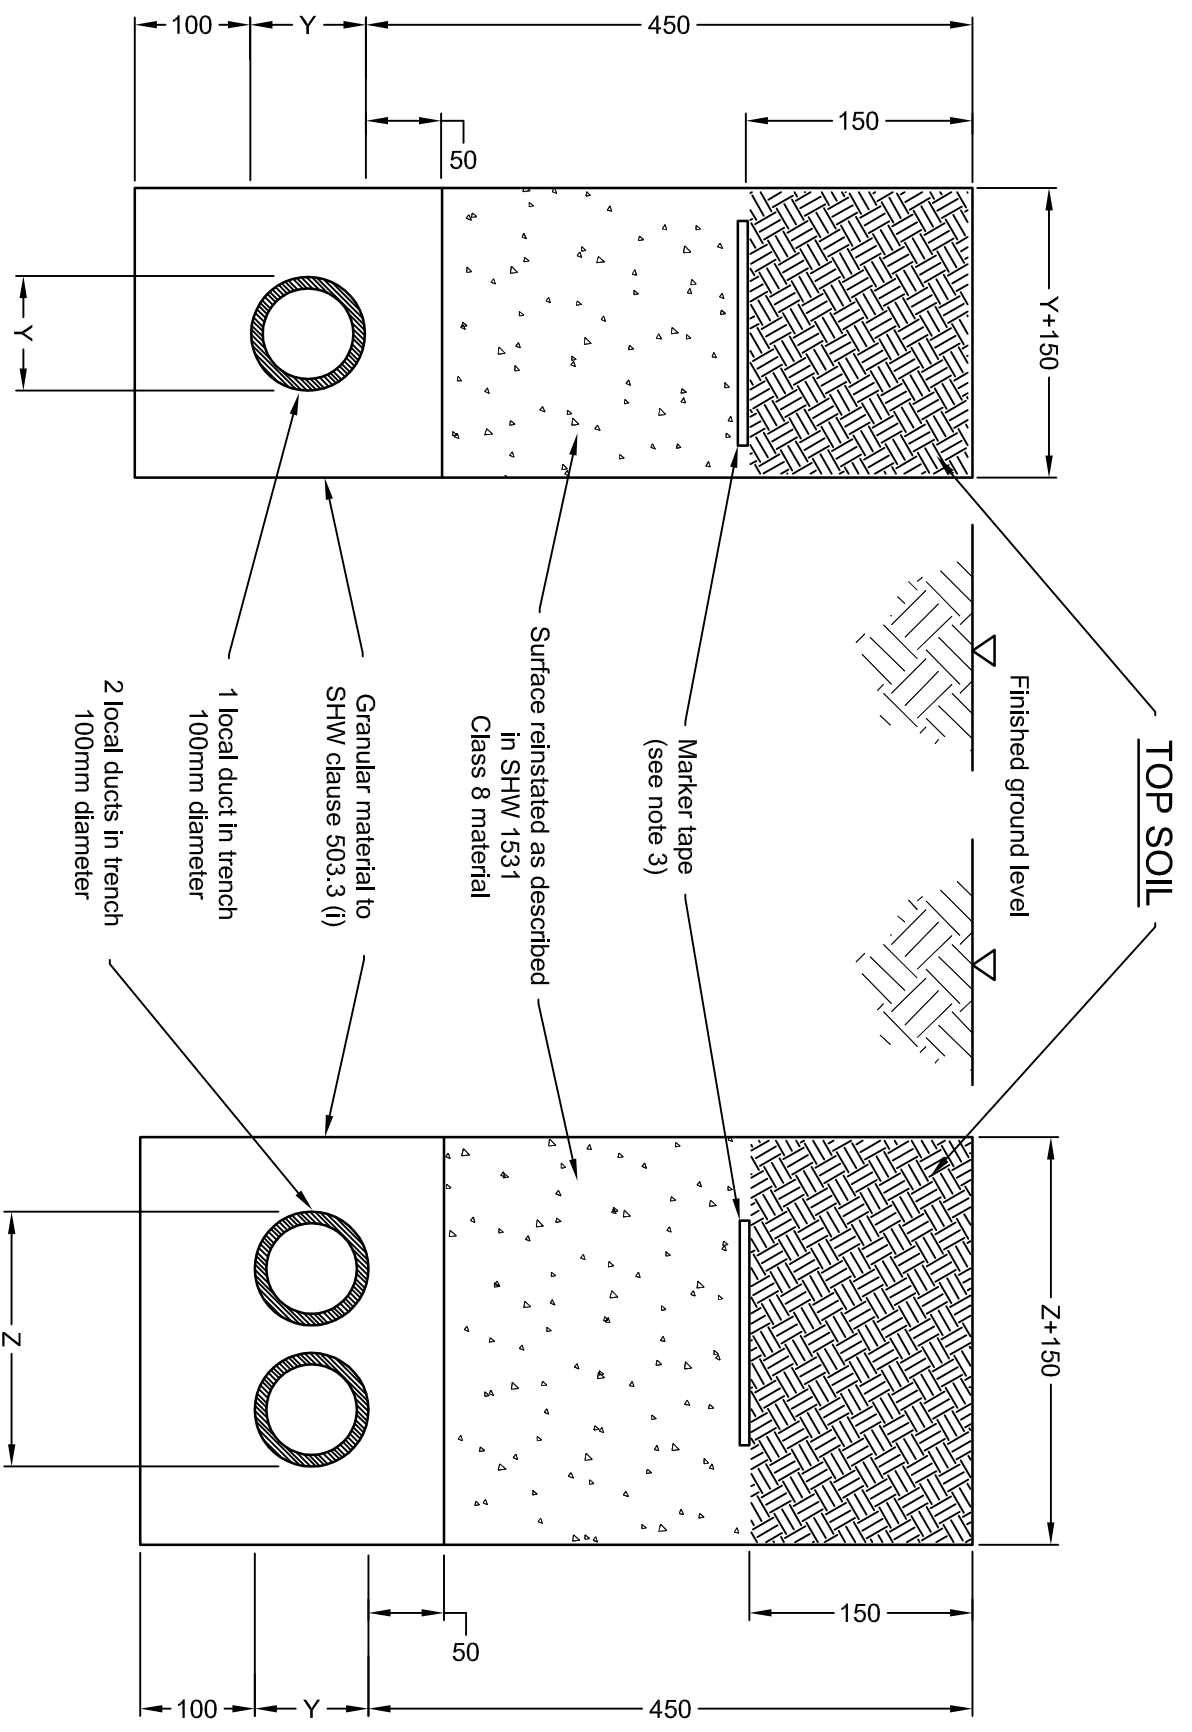 TOP SOIL
Finished ground level
Y+150
Z+150
150
450
50
Y
100
Y
150
450
50
Y
100
Z
Marker tape
(see note 3)
Surface reinstated as described
in SHW 1531
Class 8 material
Granular material to
SHW clause 503.3 (i)
1 local duct in trench
100mm diameter
2 local ducts in trench
100mm diameter